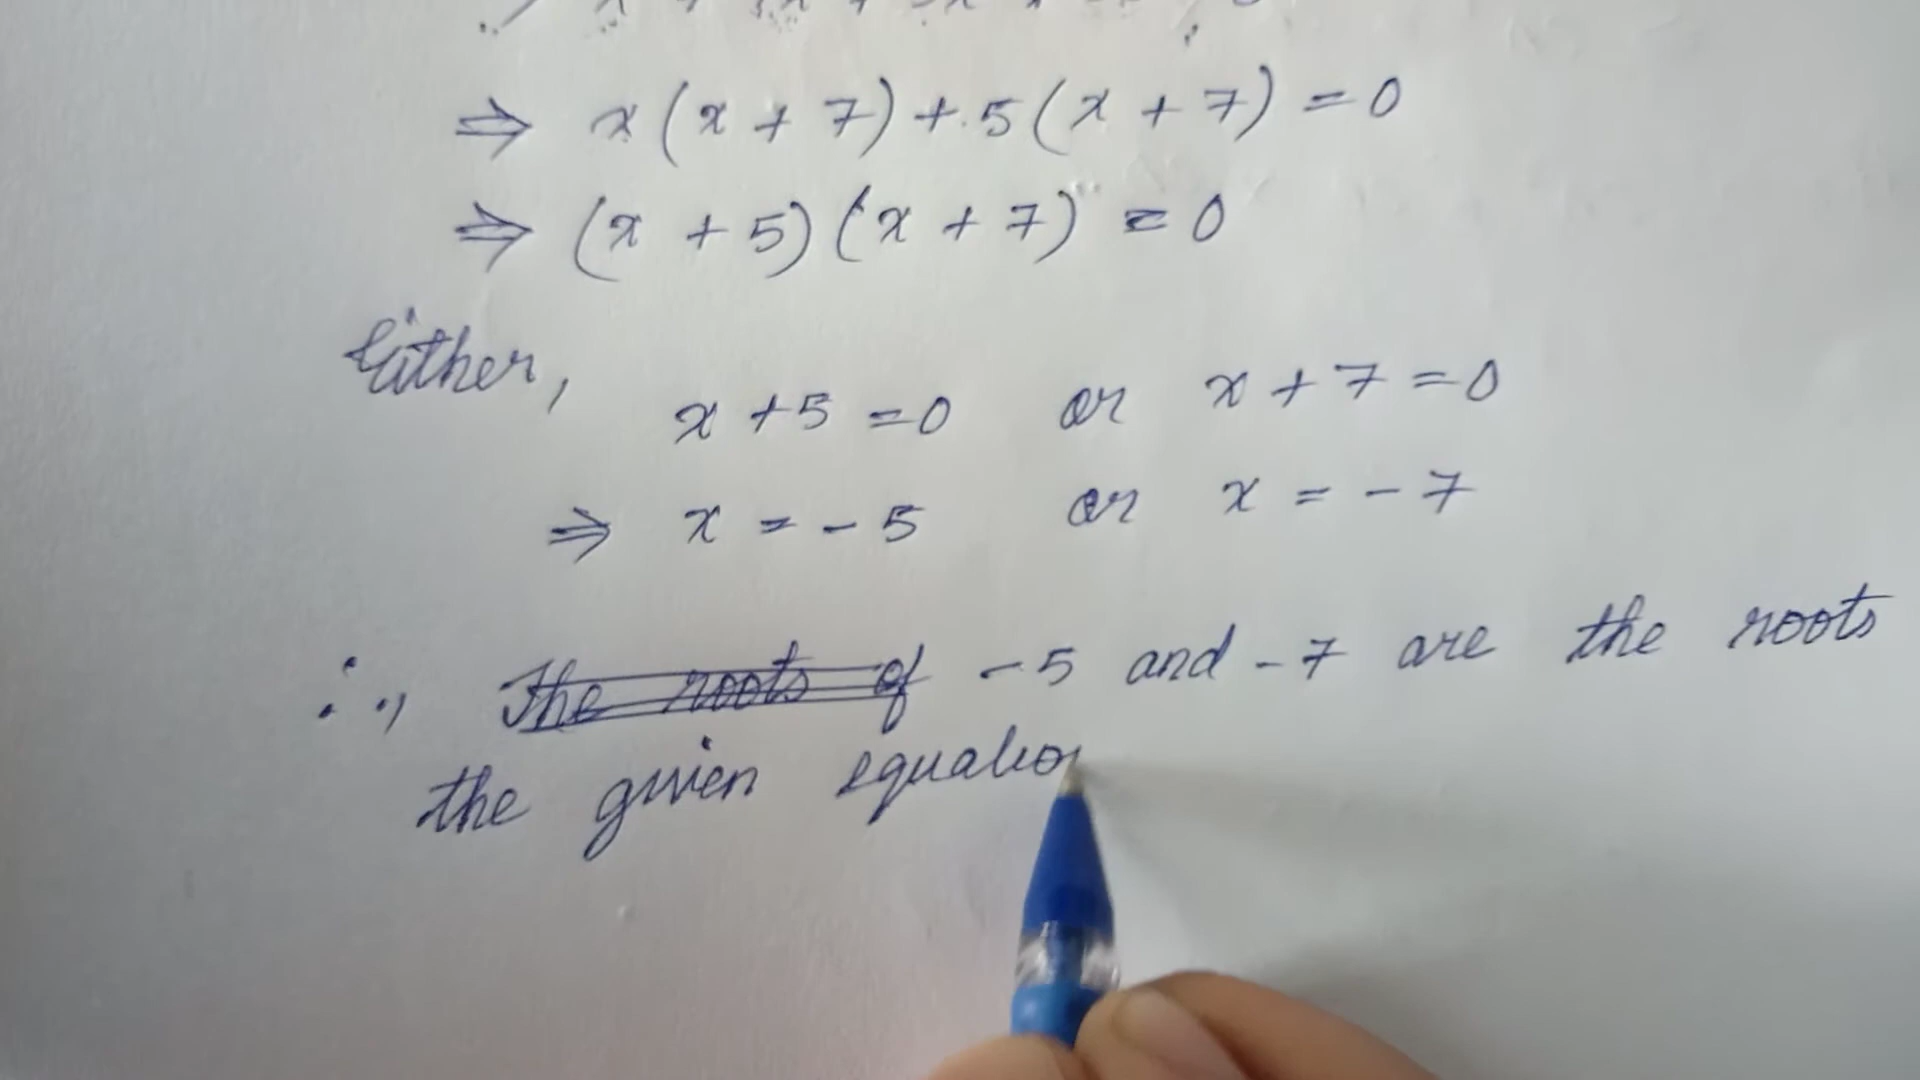 ⇒ x(x + 7) + 5(x + 7) = 0
⇒ (x + 5)(x + 7) = 0
Either,
x + 5 = 0 or x + 7 = 0
⇒ x = - 5 or x = - 7
∴, The roots of - 5 and - 7 are the roots
the given equation